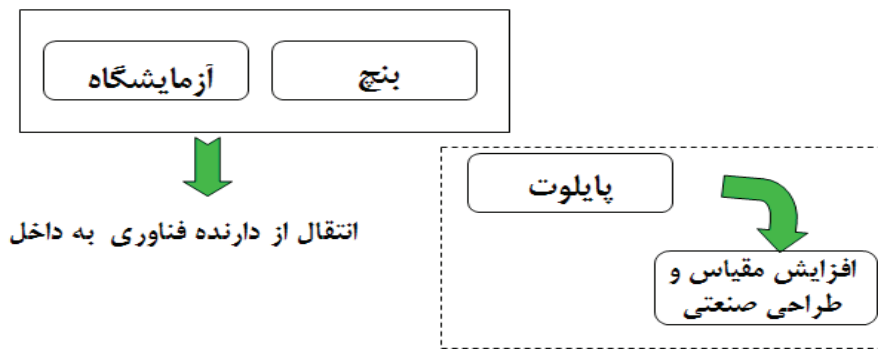 بنچ
آزمایشگاه
انتقال از دارنده فناوری به داخل
پایلوت
افزایش مقیاس و
طراحی صنعتی